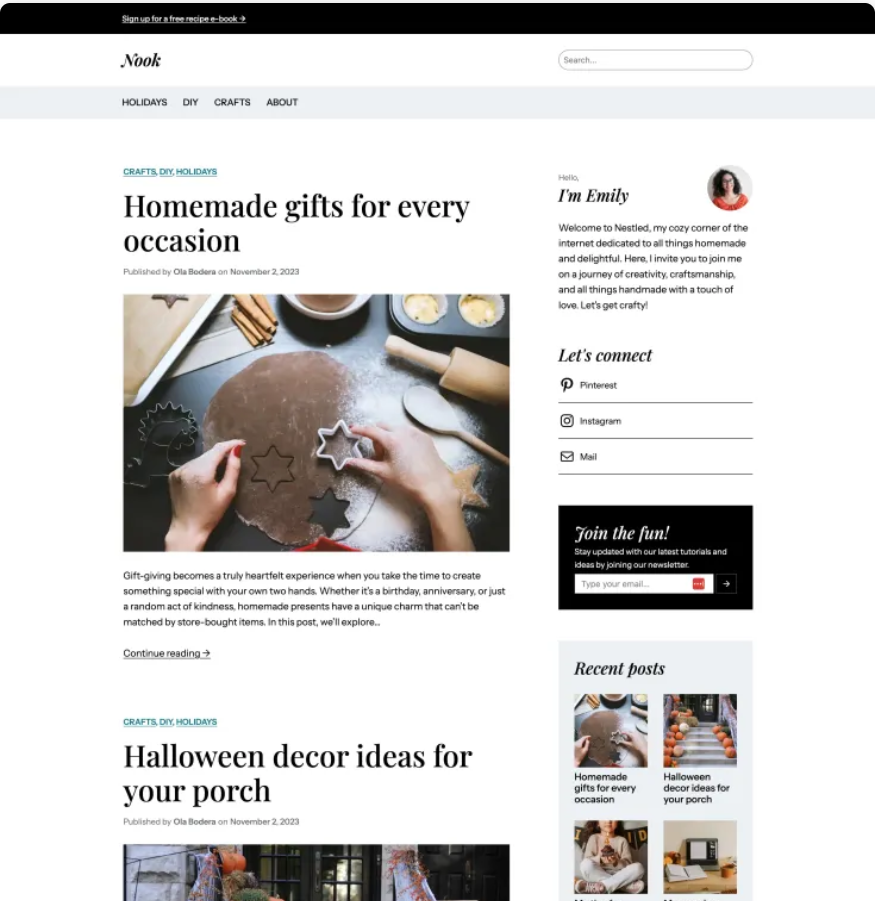 Sign up for a free recipe e-book →
Nook
Search...
HOLIDAYS DIY CRAFTS ABOUT
CRAFTS, DIY, HOLIDAYS
Homemade gifts for every
occasion
Published by Ola Bodera on November 2, 2023
Gift-giving becomes a truly heartfelt experience when you take the time to create
something special with your own two hands. Whether it's a birthday, anniversary, or just
a random act of kindness, homemade presents have a unique charm that can't be
matched by store-bought items. In this post, we'll explore...
Continue reading →
CRAFTS, DIY, HOLIDAYS
Halloween decor ideas for
your porch
Published by Ola Bodera on November 2, 2023
Hello,
I'm Emily
Welcome to Nestled, my cozy corner of the
internet dedicated to all things homemade
and delightful. Here, I invite you to join me
on a journey of creativity, craftsmanship,
and all things handmade with a touch of
love. Let's get crafty!
Let's connect
Pinterest
Instagram
Mail
Join the fun!
Stay updated with our latest tutorials and
ideas by joining our newsletter.
Type your email... →
Recent posts
Homemade
gifts for every
occasion
Halloween
decor ideas for
your porch